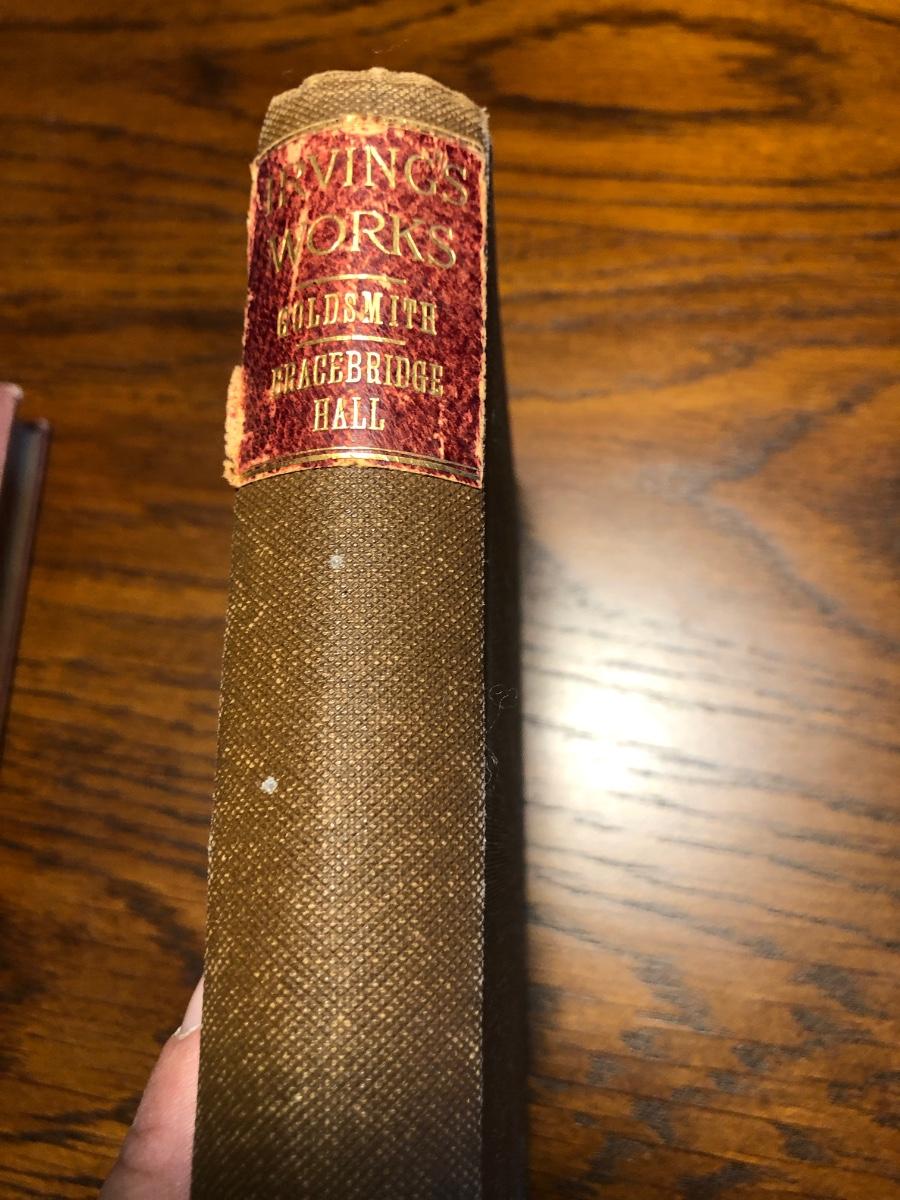 IRVING'S
WORKS
GOLDSMITH
BRACEBRIDGE
HALL